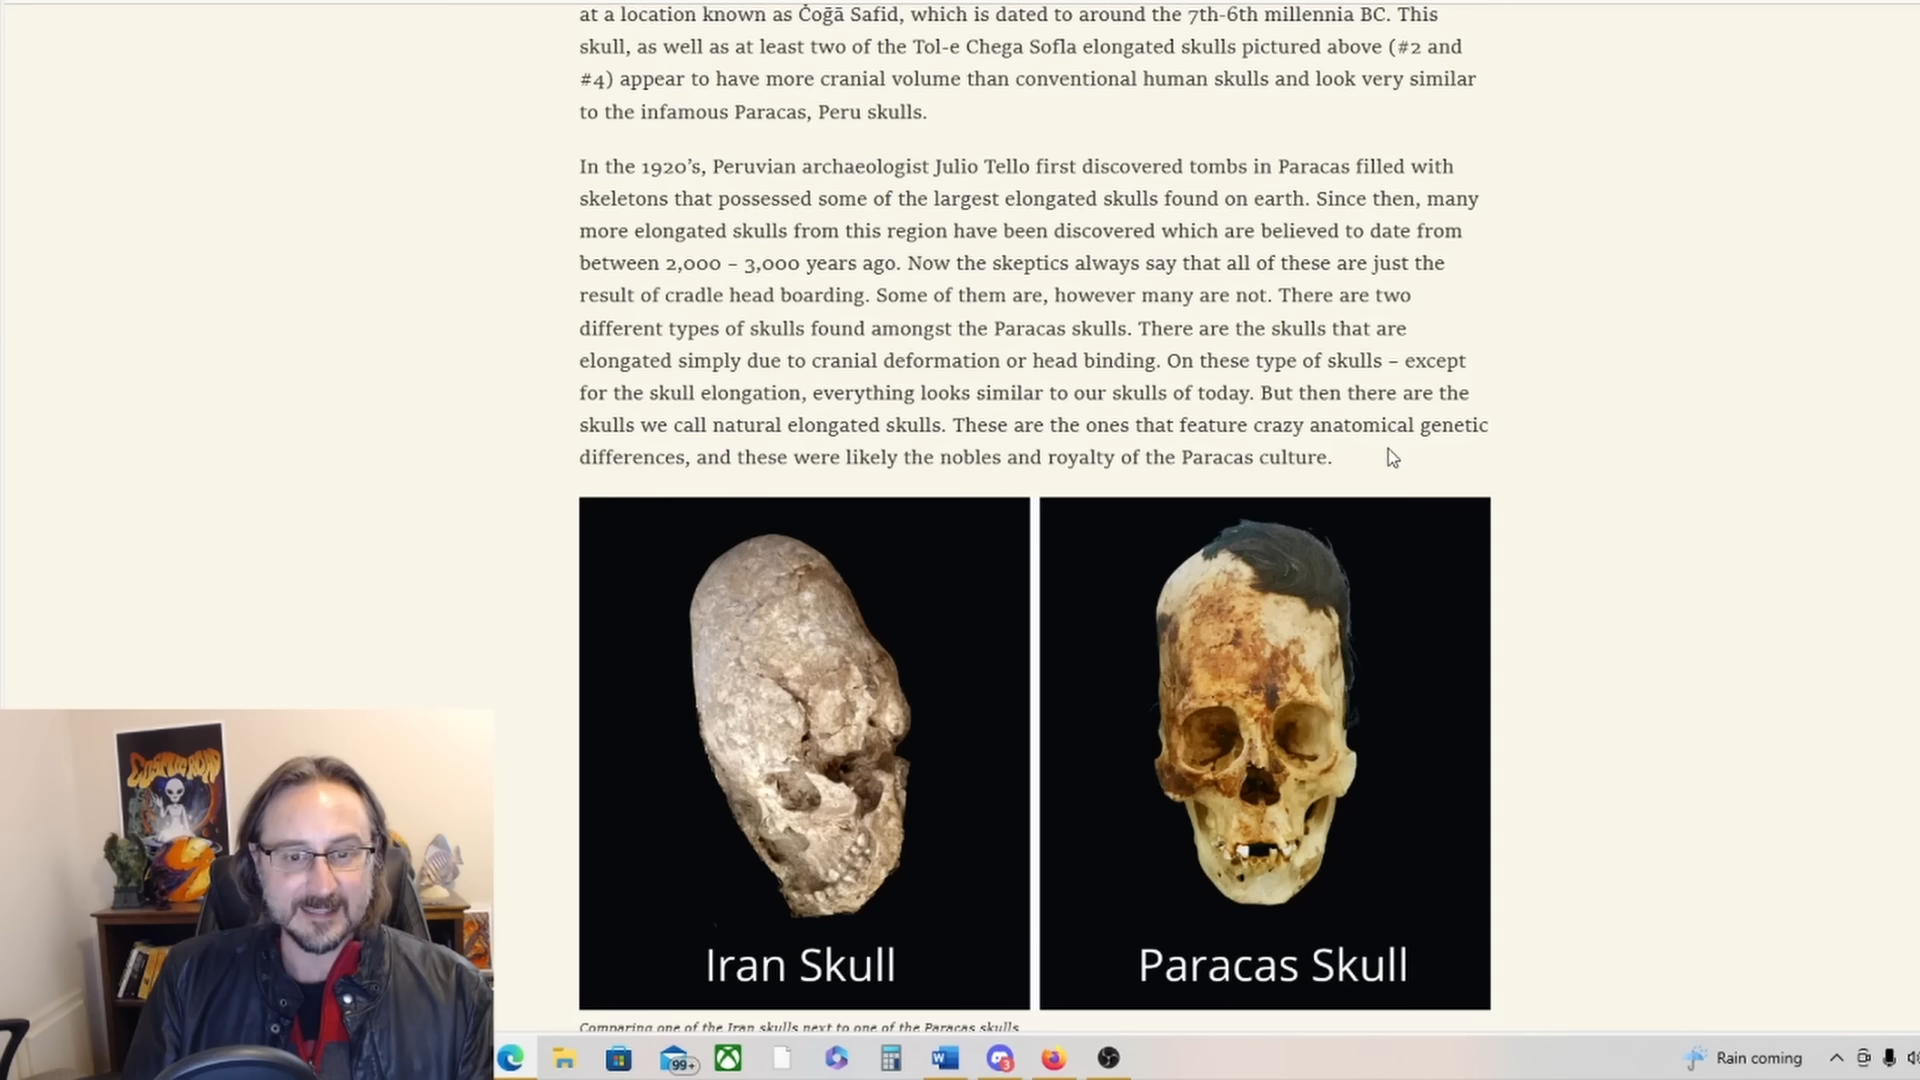 at a location known as Čoğā Safid, which is dated to around the 7th-6th millennia BC. This
skull, as well as at least two of the Tol-e Chega Sofla elongated skulls pictured above (#2 and
#4) appear to have more cranial volume than conventional human skulls and look very similar
to the infamous Paracas, Peru skulls.
In the 1920’s, Peruvian archaeologist Julio Tello first discovered tombs in Paracas filled with
skeletons that possessed some of the largest elongated skulls found on earth. Since then, many
more elongated skulls from this region have been discovered which are believed to date from
between 2,000 – 3,000 years ago. Now the skeptics always say that all of these are just the
result of cradle head boarding. Some of them are, however many are not. There are two
different types of skulls found amongst the Paracas skulls. There are the skulls that are
elongated simply due to cranial deformation or head binding. On these type of skulls – except
for the skull elongation, everything looks similar to our skulls of today. But then there are the
skulls we call natural elongated skulls. These are the ones that feature crazy anatomical genetic
differences, and these were likely the nobles and royalty of the Paracas culture.
Iran Skull
Paracas Skull
Comparing one of the Iran skulls next to one of the Paracas skulls
COSMIC ROAD
99+
3
Rain coming